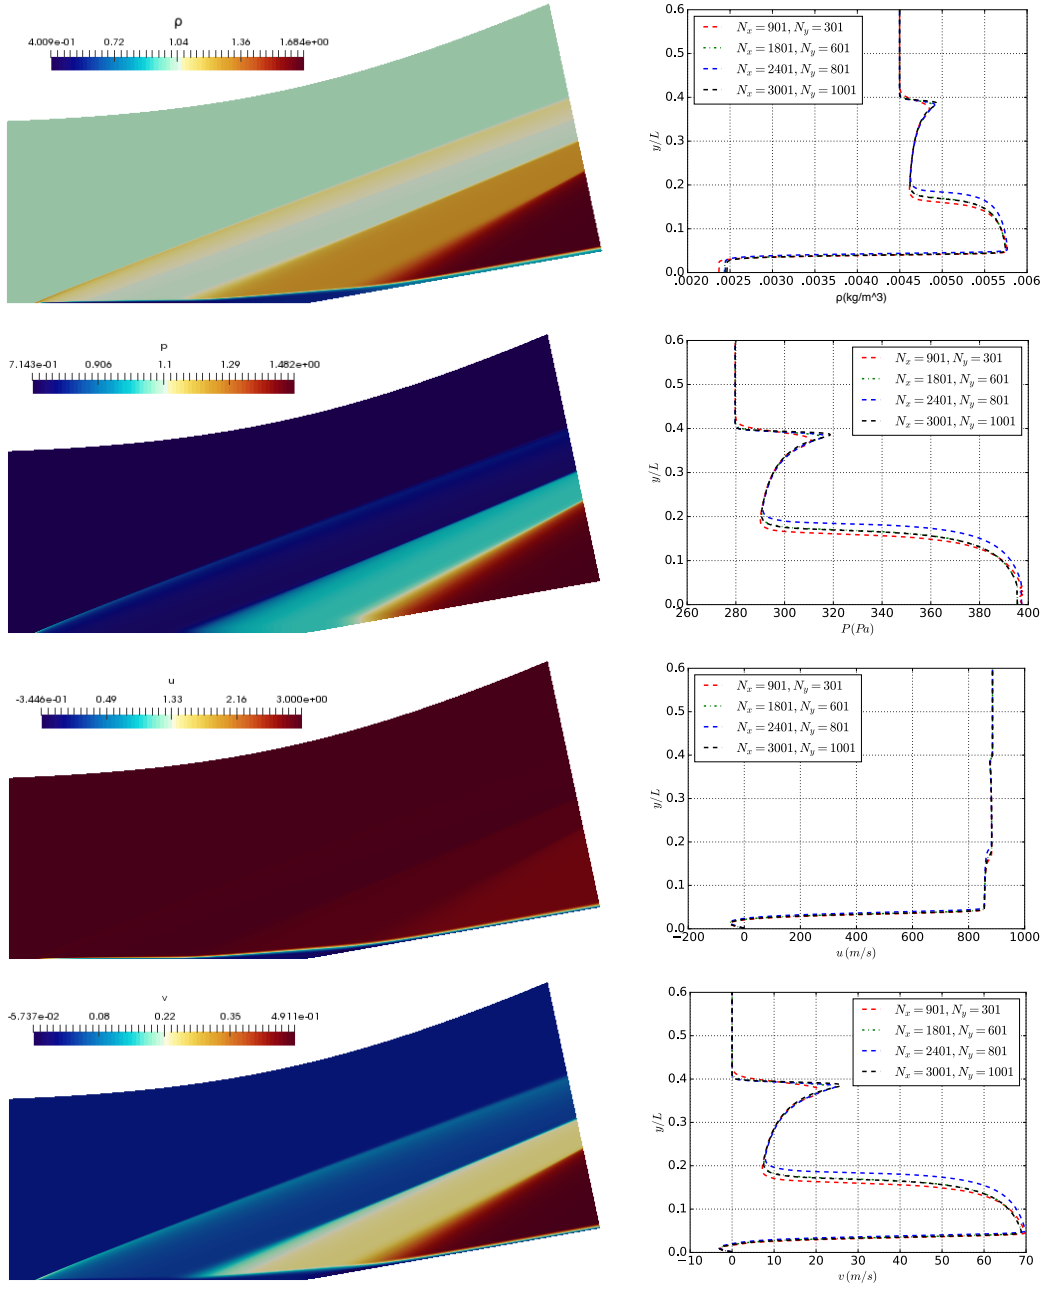 ρ
4.009e-01 0.72 1.04 1.36 1.684e+00
0.6
0.5
0.4
0.3
0.2
0.1
0.0
y/L
N_x = 901, N_y = 301
N_x = 1801, N_y = 601
N_x = 2401, N_y = 801
N_x = 3001, N_y = 1001
.0020 .0025 .0030 .0035 .0040 .0045 .0050 .0055 .006
ρ(kg/m^3)
p
7.143e-01 0.906 1.1 1.29 1.482e+00
0.6
0.5
0.4
0.3
0.2
0.1
0.0
y/L
N_x = 901, N_y = 301
N_x = 1801, N_y = 601
N_x = 2401, N_y = 801
N_x = 3001, N_y = 1001
260 280 300 320 340 360 380 400
P(Pa)
u
-3.446e-01 0.49 1.33 2.16 3.000e+00
0.6
0.5
0.4
0.3
0.2
0.1
0.0
y/L
N_x = 901, N_y = 301
N_x = 1801, N_y = 601
N_x = 2401, N_y = 801
N_x = 3001, N_y = 1001
−200 0 200 400 600 800 1000
u(m/s)
v
-5.737e-02 0.08 0.22 0.35 4.911e-01
0.6
0.5
0.4
0.3
0.2
0.1
0.0
y/L
N_x = 901, N_y = 301
N_x = 1801, N_y = 601
N_x = 2401, N_y = 801
N_x = 3001, N_y = 1001
−10 0 10 20 30 40 50 60 70
v(m/s)